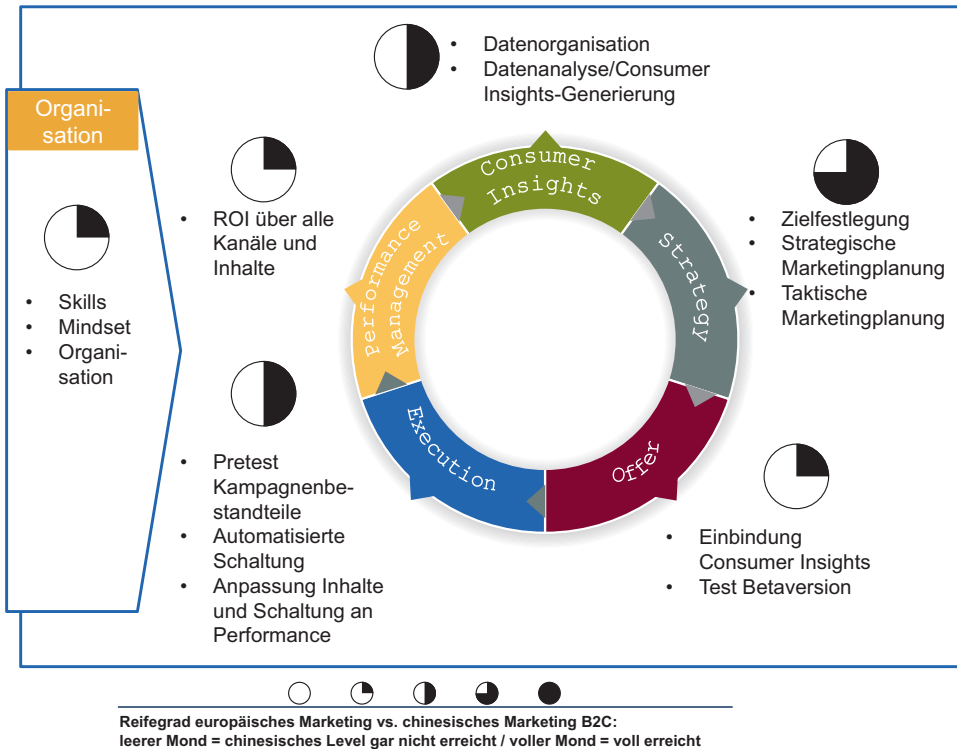 Organi-
sation
• Skills
• Mindset
• Organi-
sation
• Datenorganisation
• Datenanalyse/Consumer
Insights-Generierung
• ROI über alle
Kanäle und
Inhalte
• Zielfestlegung
• Strategische
Marketingplanung
• Taktische
Marketingplanung
Consumer
Insights
Strategy
Offer
Execution
Performance
Management
• Pretest
Kampagnenbe-
standteile
• Automatisierte
Schaltung
• Anpassung Inhalte
und Schaltung an
Performance
• Einbindung
Consumer Insights
• Test Betaversion
Reifegrad europäisches Marketing vs. chinesisches Marketing B2C:
leerer Mond = chinesisches Level gar nicht erreicht / voller Mond = voll erreicht